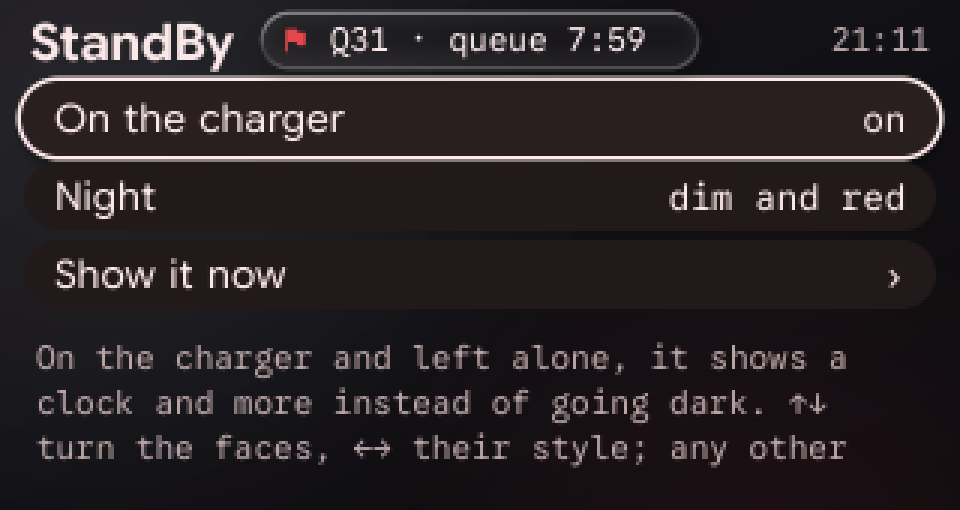 StandBy
Q31 · queue 7:59
21:11
On the charger on
Night dim and red
Show it now ›
On the charger and left alone, it shows a
clock and more instead of going dark. ↑↓
turn the faces, ↔ their style; any other